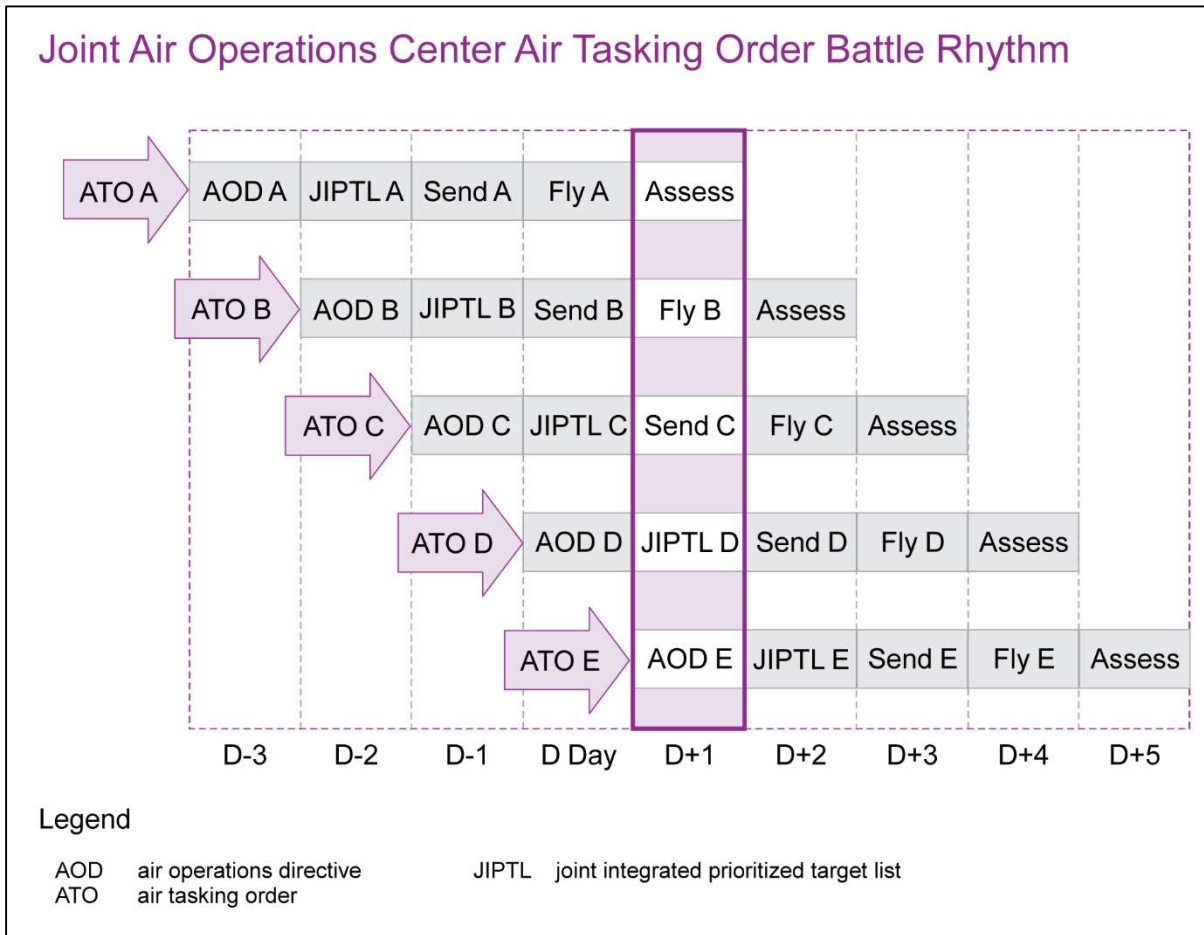 Joint Air Operations Center Air Tasking Order Battle Rhythm
ATO A AOD A JIPTL A Send A Fly A Assess
ATO B AOD B JIPTL B Send B Fly B Assess
ATO C AOD C JIPTL C Send C Fly C Assess
ATO D AOD D JIPTL D Send D Fly D Assess
ATO E AOD E JIPTL E Send E Fly E Assess
D-3 D-2 D-1 D Day D+1 D+2 D+3 D+4 D+5
Legend
AOD air operations directive JIPTL joint integrated prioritized target list
ATO air tasking order